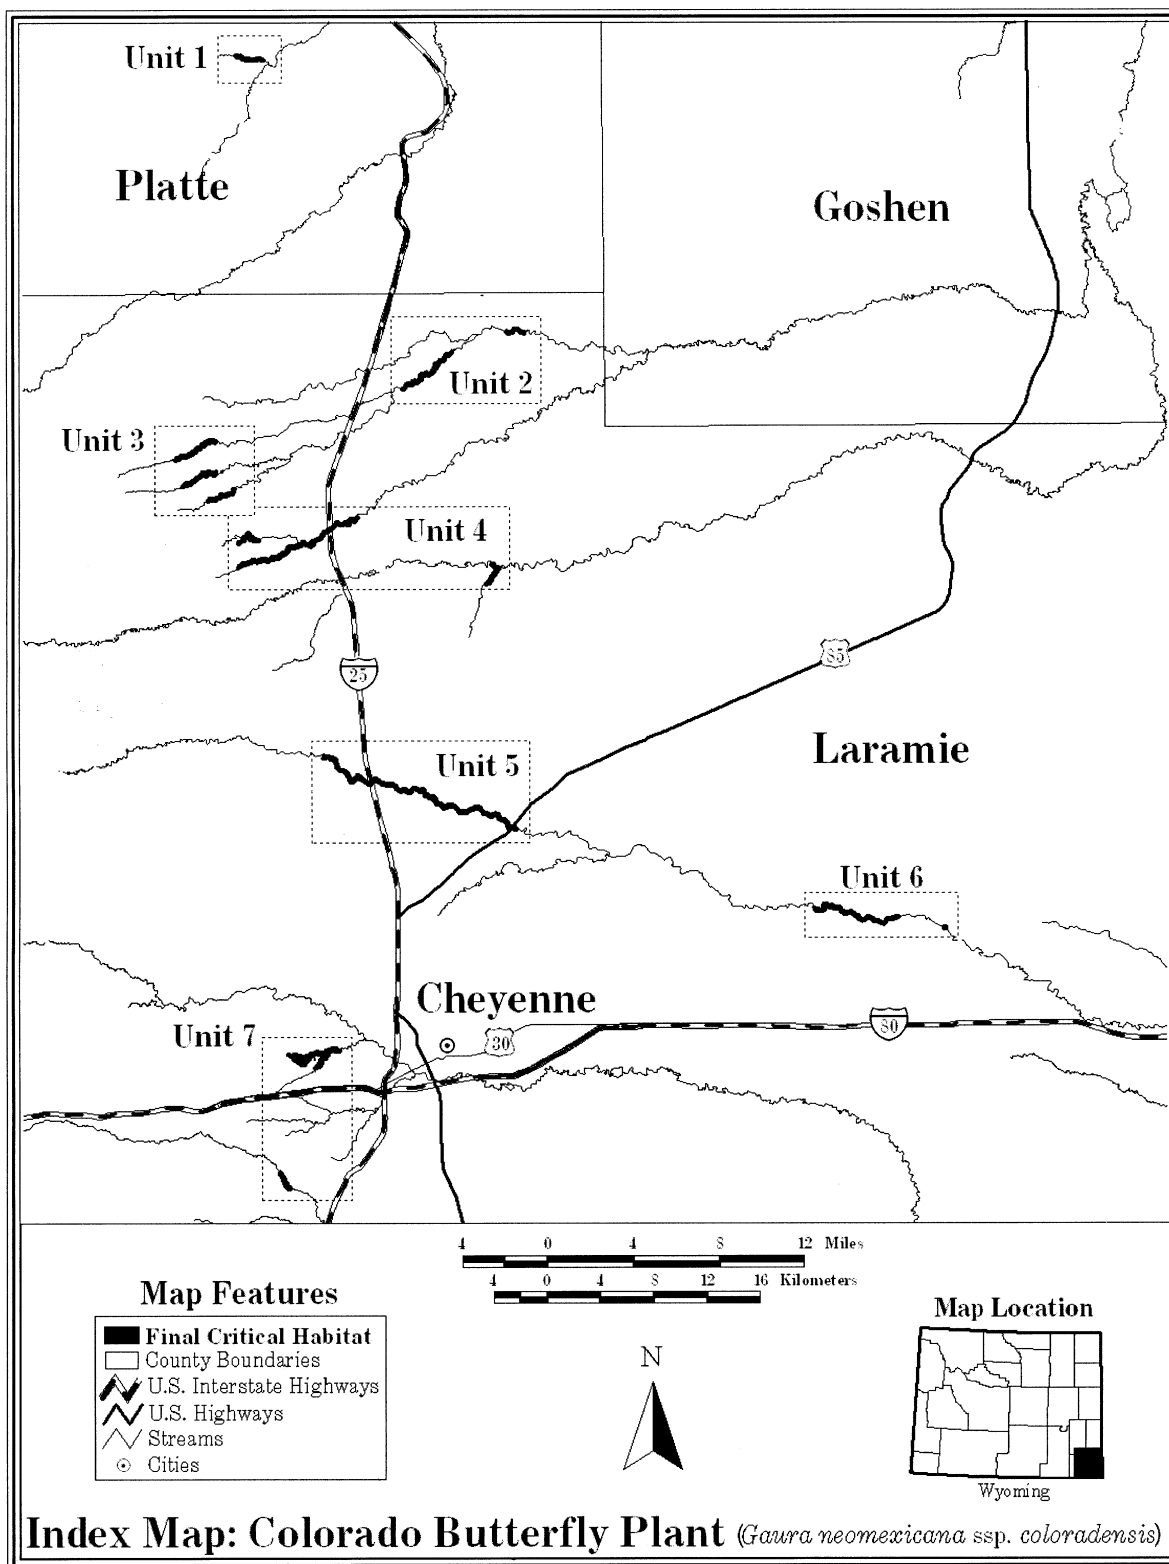 Unit 1
Platte
Goshen
Unit 2
Unit 3
Unit 4
85
25
Laramie
Unit 5
Unit 6
Cheyenne
Unit 7
30
80
4 0 4 8 12 Miles
4 0 4 8 12 16 Kilometers
Map Features
Final Critical Habitat
County Boundaries
U.S. Interstate Highways
U.S. Highways
Streams
Cities
N
Map Location
Wyoming
Index Map: Colorado Butterfly Plant (Gaura neomexicana ssp. coloradensis)